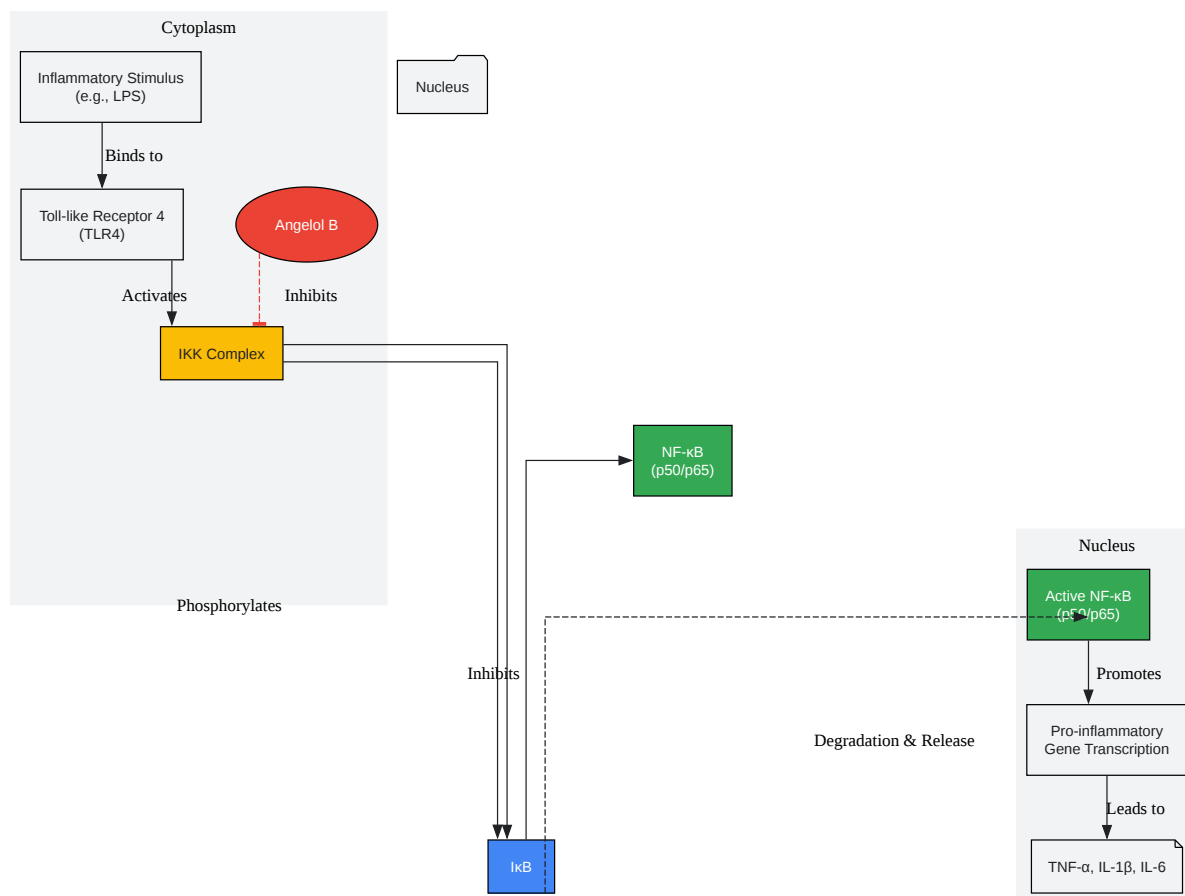 Cytoplasm
Inflammatory Stimulus
(e.g., LPS)
Nucleus
Binds to
Toll-like Receptor 4
(TLR4)
Angelol B
Activates
Inhibits
IKK Complex
NF-κB
(p50/p65)
Nucleus
Active NF-κB
(p50/p65)
Phosphorylates
Inhibits
Promotes
Pro-inflammatory
Gene Transcription
Degradation & Release
Leads to
IκB
TNF-α, IL-1β, IL-6